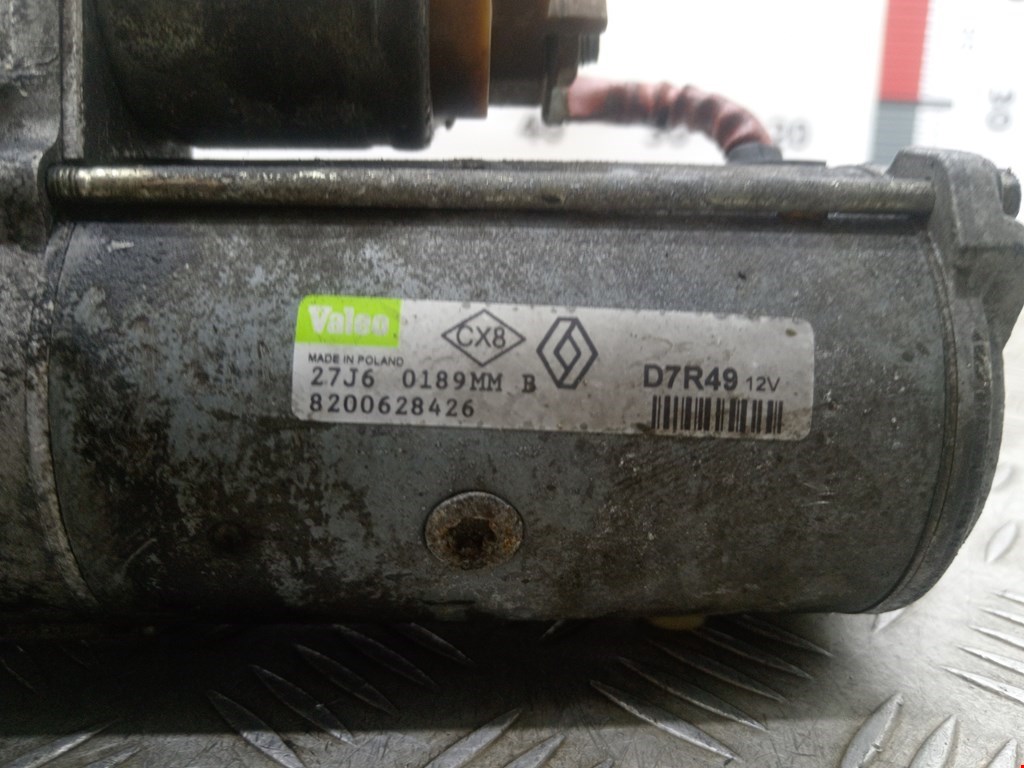 Valeo
CX8
MADE IN POLAND
27J6 0189MM B
8200628426
D7R49 12V